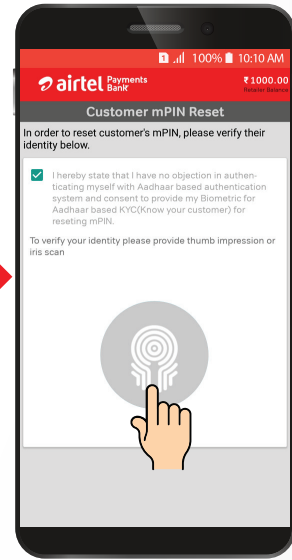 1 100% 10:10 AM
airtel Payments Bank
₹1000.00
Retailer Balance
Customer mPIN Reset
In order to reset customer's mPIN, please verify their
identity below.
I hereby state that I have no objection in authen-
ticating myself with Aadhaar based authentication
system and consent to provide my Biometric for
Aadhaar based KYC(Know your customer) for
reseting mPIN.
To verify your identity please provide thumb impression or
iris scan